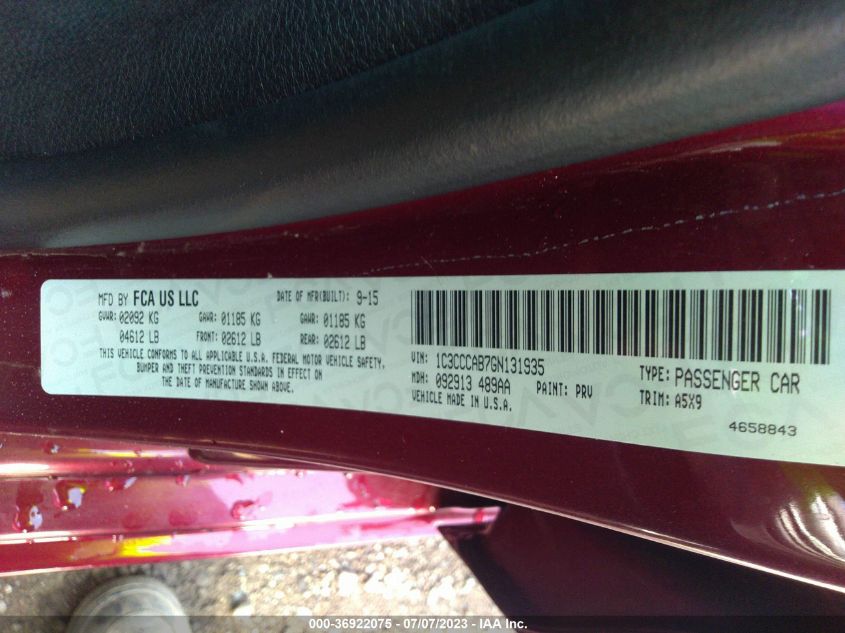 MFD BY FCA US LLC DATE OF MFR(BUILT): 9-15
GVWR: 02092 KG GAWR: 01185 KG GAWR: 01185 KG
04612 LB FRONT: 02612 LB REAR: 02612 LB
THIS VEHICLE CONFORMS TO ALL APPLICABLE U.S.A. FEDERAL MOTOR VEHICLE SAFETY,
BUMPER AND THEFT PREVENTION STANDARDS IN EFFECT ON
THE DATE OF MANUFACTURE SHOWN ABOVE.
VIN: 1C3CCCAB7GN131935
MDH: 092913 489AA PAINT: PRV
VEHICLE MADE IN U.S.A.
TYPE: PASSENGER CAR
TRIM: A5X9
4658843
000-36922075 - 07/07/2023 - IAA, Inc.